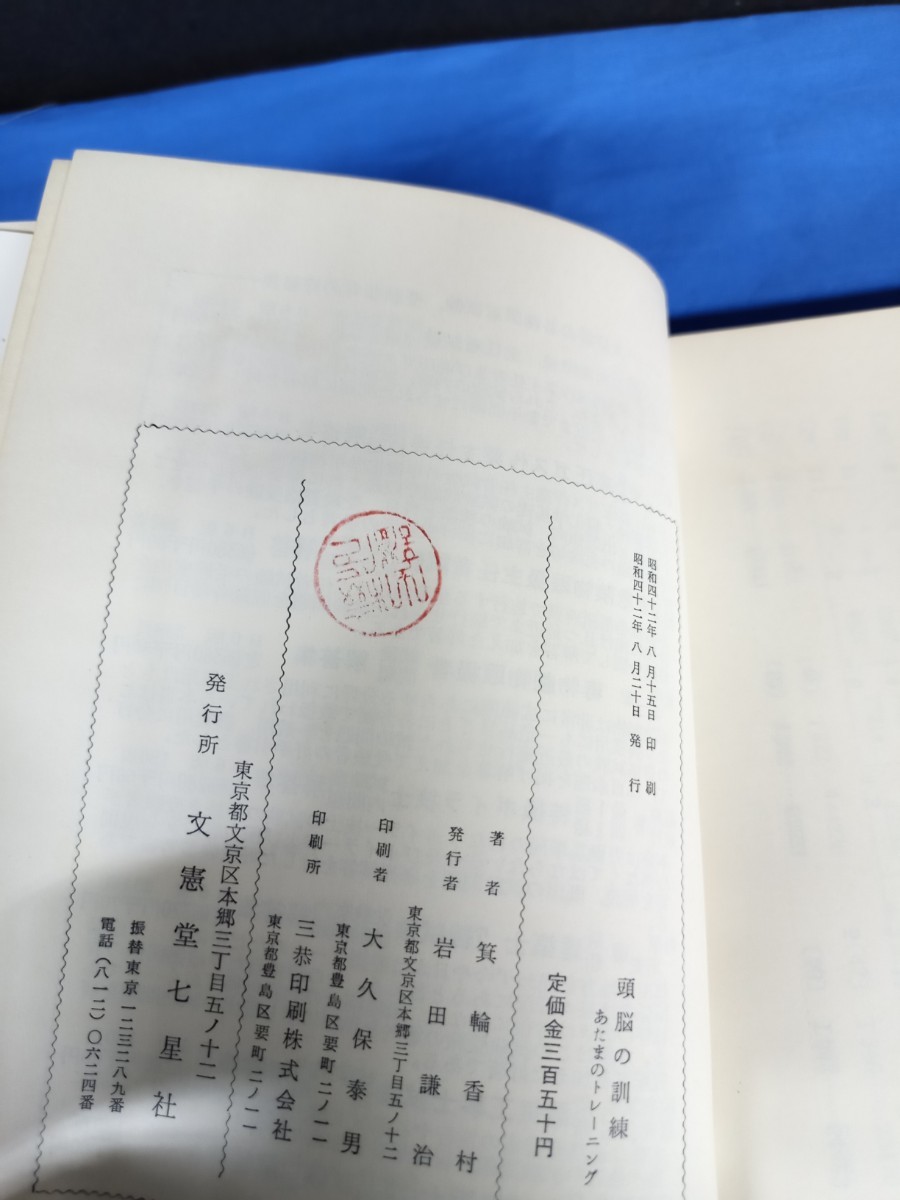 昭和四十二年八月十五日 印刷
昭和四十二年八月二十日 発行
頭脳の訓練
あたまのトレーニング
定価金三百五十円
著者 箕輪香村
発行者 岩田謙治
東京都文京区本郷三丁目五ノ十二
印刷者 大久保泰男
東京都豊島区要町二ノ一一
印刷所 三恭印刷株式会社
東京都豊島区要町二ノ一一
発行所 文憲堂七星社
東京都文京区本郷三丁目五ノ十二
振替東京一二三二八九番
電話(八一二)〇六二四番